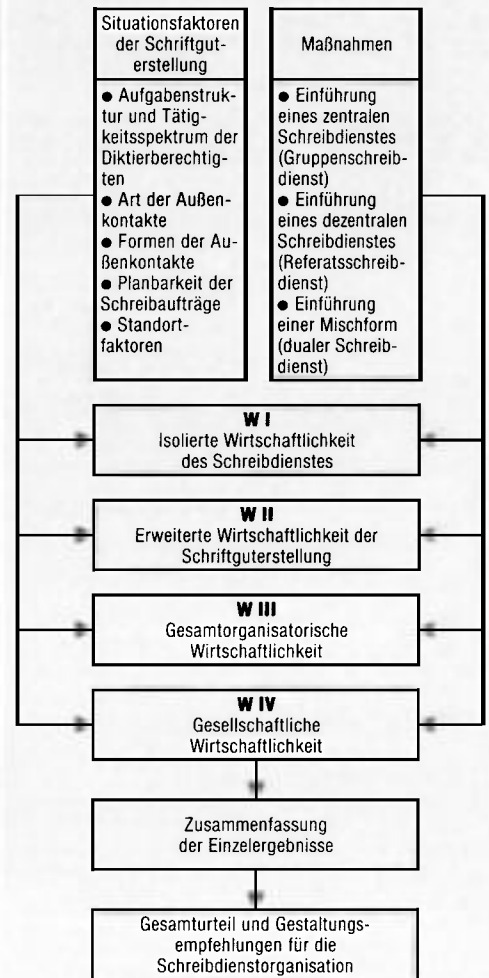 Situationsfaktoren
der Schriftgut-
erstellung
● Aufgabenstruk-
tur und Tätig-
keitsspektrum der
Diktierberechtig-
ten
● Art der Außen-
kontakte
● Formen der Au-
ßenkontakte
● Planbarkeit der
Schreibaufträge
● Standort-
faktoren
Maßnahmen
● Einführung
eines zentralen
Schreibdienstes
(Gruppenschreib-
dienst)
● Einführung
eines dezentralen
Schreibdienstes
(Referatsschreib-
dienst)
● Einführung
einer Mischform
(dualer Schreib-
dienst)
W I
Isolierte Wirtschaftlichkeit
des Schreibdienstes
W II
Erweiterte Wirtschaftlichkeit der
Schriftguterstellung
W III
Gesamtorganisatorische
Wirtschaftlichkeit
W IV
Gesellschaftliche
Wirtschaftlichkeit
Zusammenfassung
der Einzelergebnisse
Gesamturteil und Gestaltungs-
empfehlungen für die
Schreibdienstorganisation